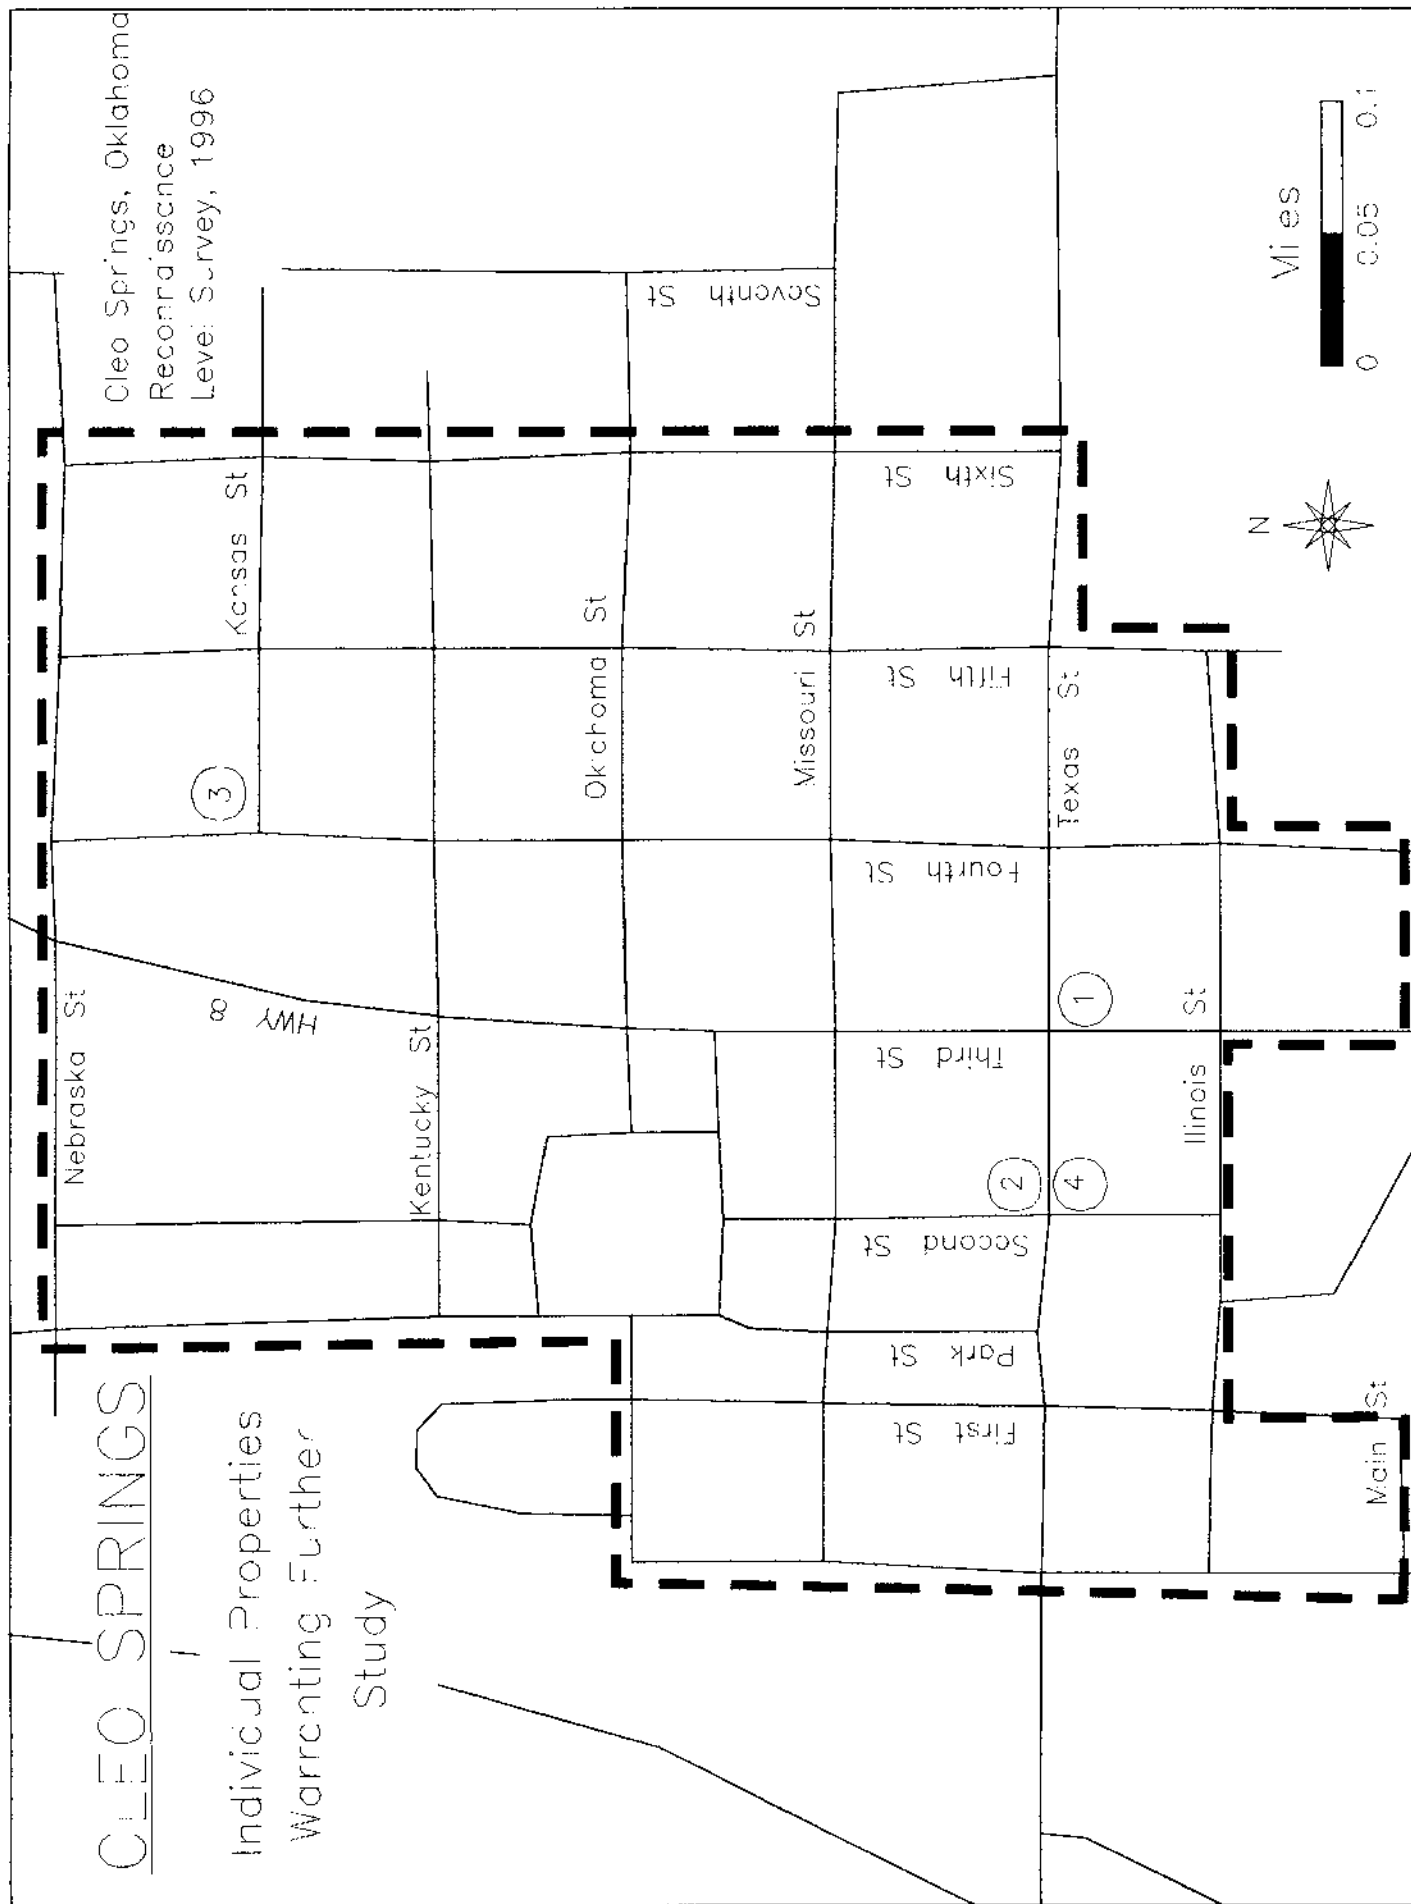 CLEO SPRINGS
Individual Properties
Warranting Further
Study
Cleo Springs, Oklahoma
Reconnaissance
Level Survey, 1996
Nebraska St
HWY 8
Kansas St
Kentucky St
Oklahoma St
Missouri St
Texas St
Illinois St
Main St
First St
Park St
Second St
Third St
Fourth St
Fifth St
Sixth St
Seventh St
3
2
4
1
N
Miles
0 0.05 0.1